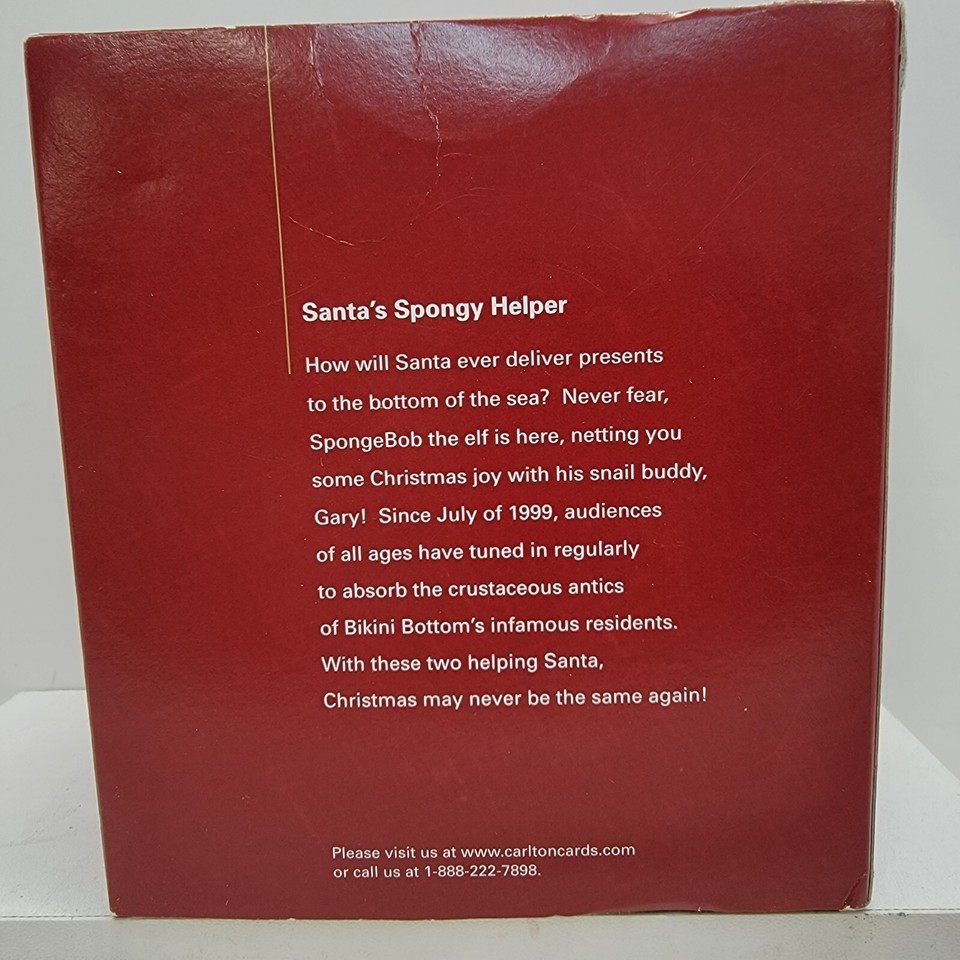 Santa's Spongy Helper
How will Santa ever deliver presents
to the bottom of the sea? Never fear,
SpongeBob the elf is here, netting you
some Christmas joy with his snail buddy,
Gary! Since July of 1999, audiences
of all ages have tuned in regularly
to absorb the crustaceous antics
of Bikini Bottom's infamous residents.
With these two helping Santa,
Christmas may never be the same again!
Please visit us at www.carltoncards.com
or call us at 1-888-222-7898.